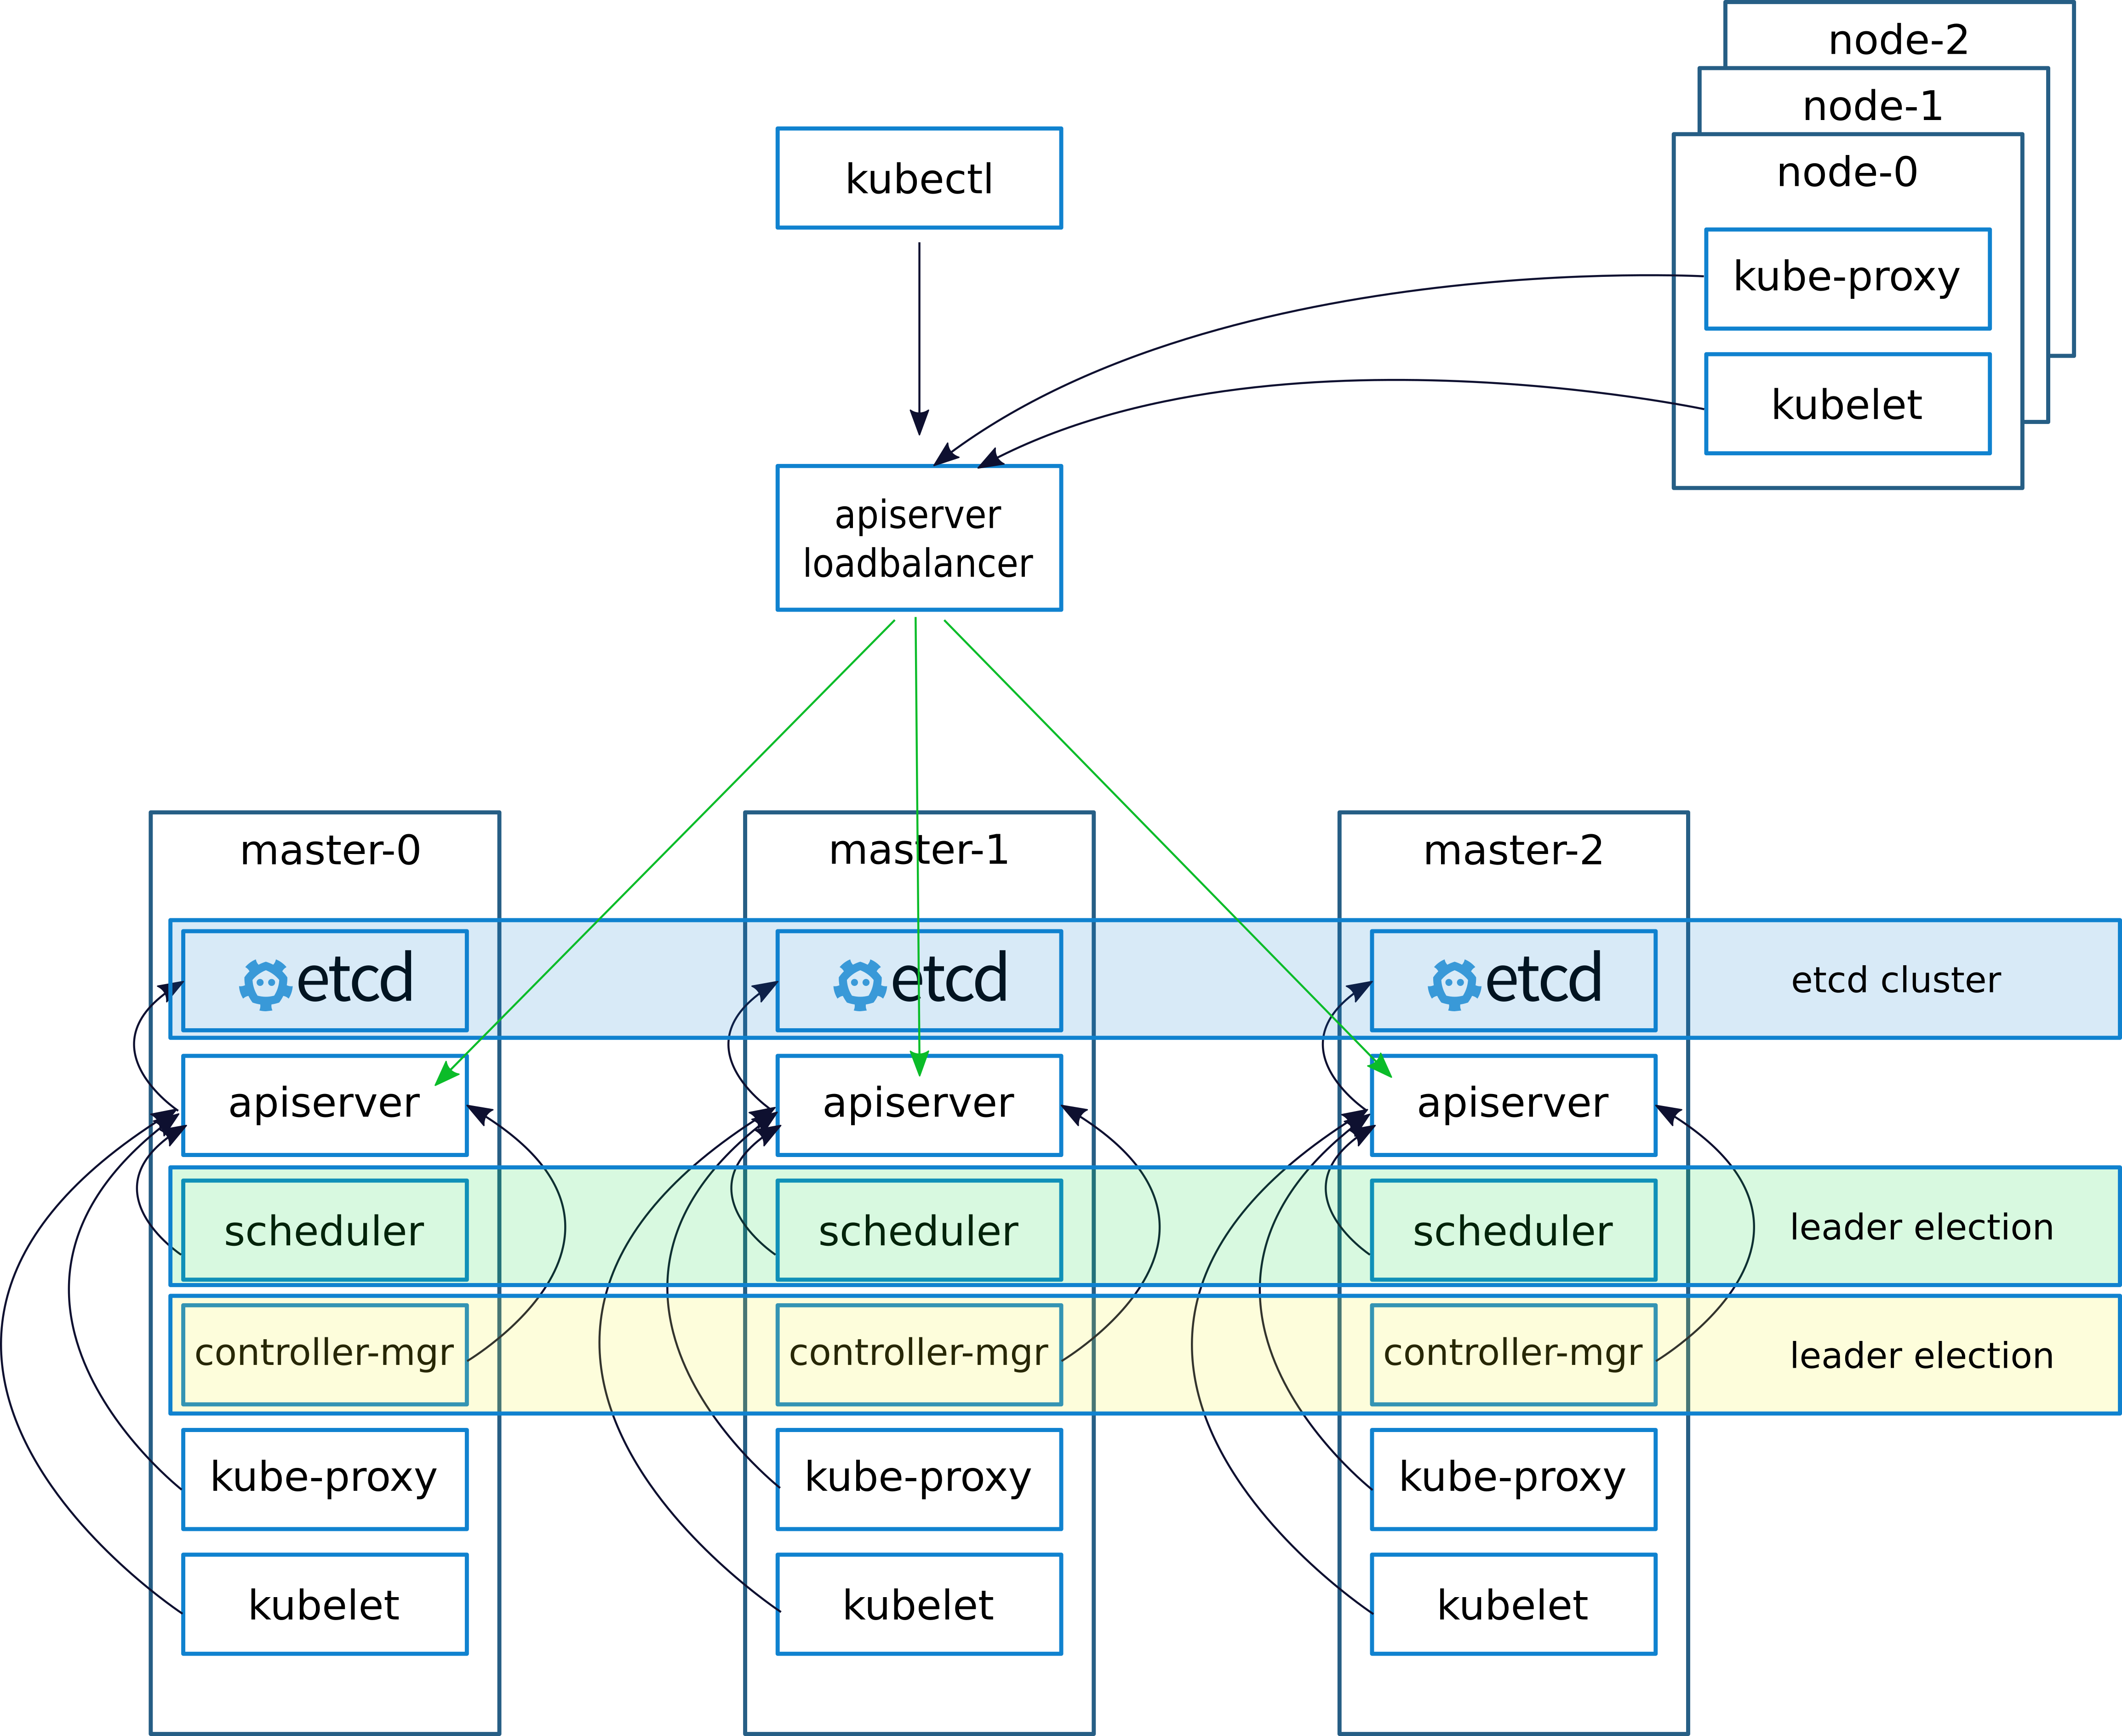 node-2
node-1
node-0
kubectl
kube-proxy
kubelet
apiserver
loadbalancer
master-0
master-1
master-2
etcd
etcd
etcd
etcd cluster
apiserver
apiserver
apiserver
scheduler
scheduler
scheduler
leader election
controller-mgr
controller-mgr
controller-mgr
leader election
kube-proxy
kube-proxy
kube-proxy
kubelet
kubelet
kubelet